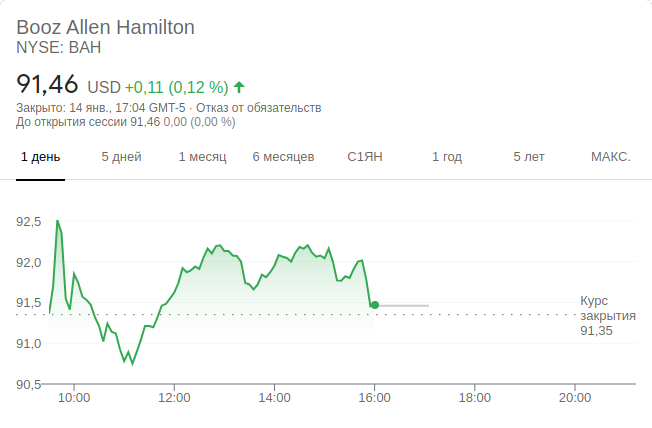 Booz Allen Hamilton
NYSE: BAH
91,46 USD +0,11 (0,12 %)
Закрыто: 14 янв., 17:04 GMT-5 · Отказ от обязательств
До открытия сессии 91,46 0,00 (0,00 %)
1 день 5 дней 1 месяц 6 месяцев С1ЯН 1 год 5 лет МАКС.
92,5
92,0
91,5
91,0
90,5
Курс
закрытия
91,35
10:00 12:00 14:00 16:00 18:00 20:00